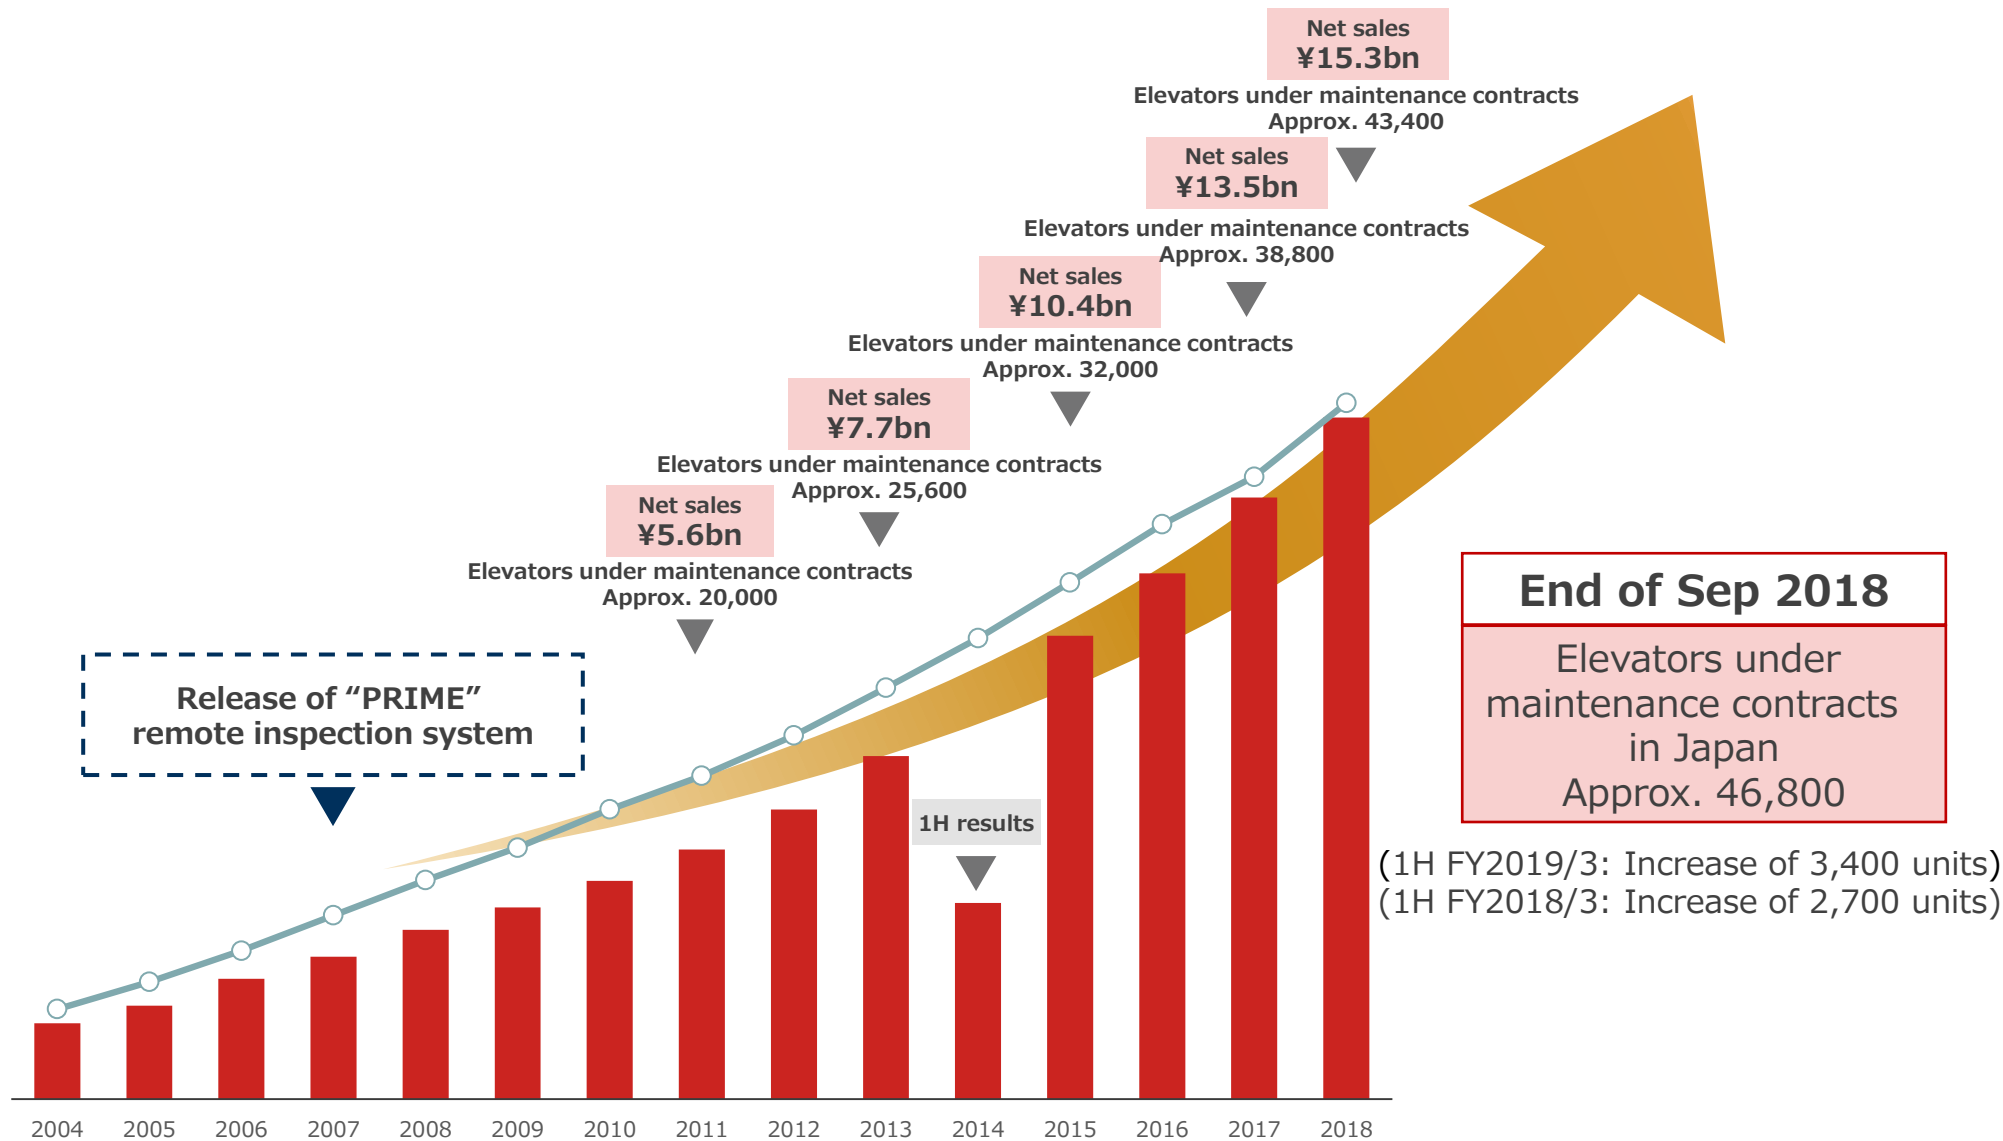 Net sales
¥15.3bn
Elevators under maintenance contracts
Approx. 43,400
Net sales
¥13.5bn
Elevators under maintenance contracts
Approx. 38,800
Net sales
¥10.4bn
Elevators under maintenance contracts
Approx. 32,000
Net sales
¥7.7bn
Elevators under maintenance contracts
Approx. 25,600
Net sales
¥5.6bn
Elevators under maintenance contracts
Approx. 20,000
Release of “PRIME”
remote inspection system
1H results
End of Sep 2018
Elevators under
maintenance contracts
in Japan
Approx. 46,800
(1H FY2019/3: Increase of 3,400 units)
(1H FY2018/3: Increase of 2,700 units)
2004 2005 2006 2007 2008 2009 2010 2011 2012 2013 2014 2015 2016 2017 2018